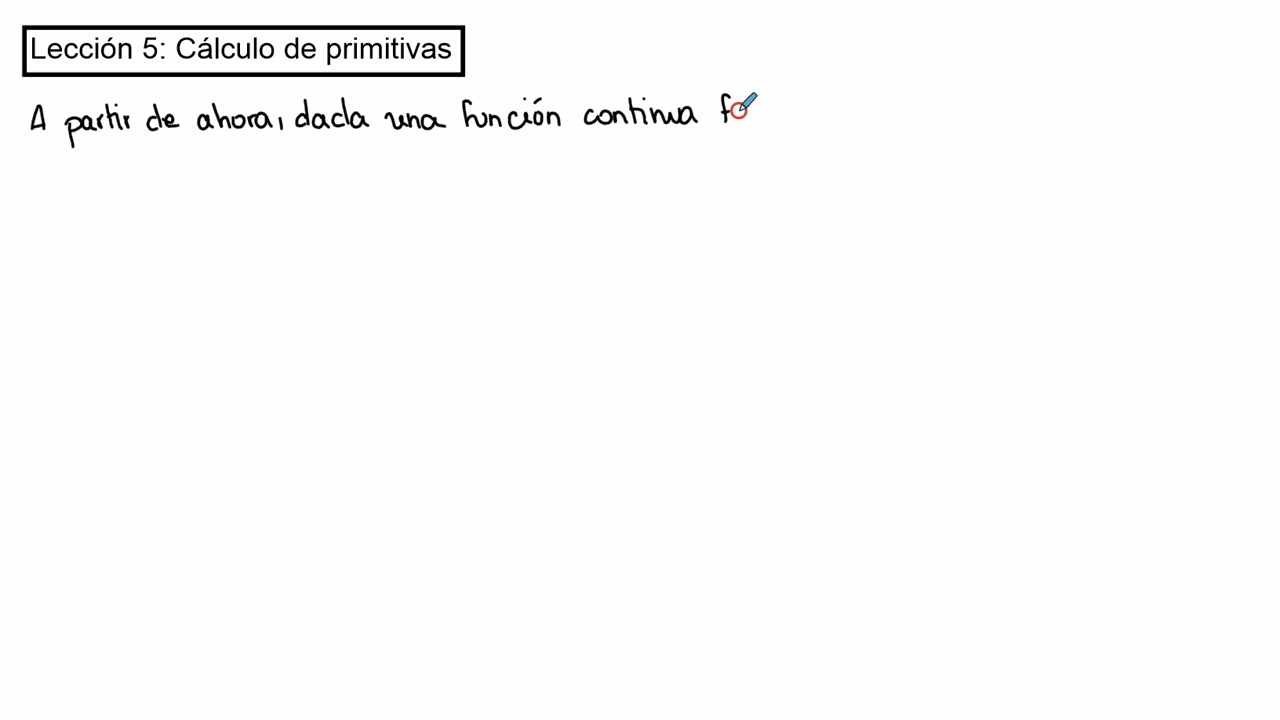 Lección 5: Cálculo de primitivas
A partir de ahora, dada una función continua f